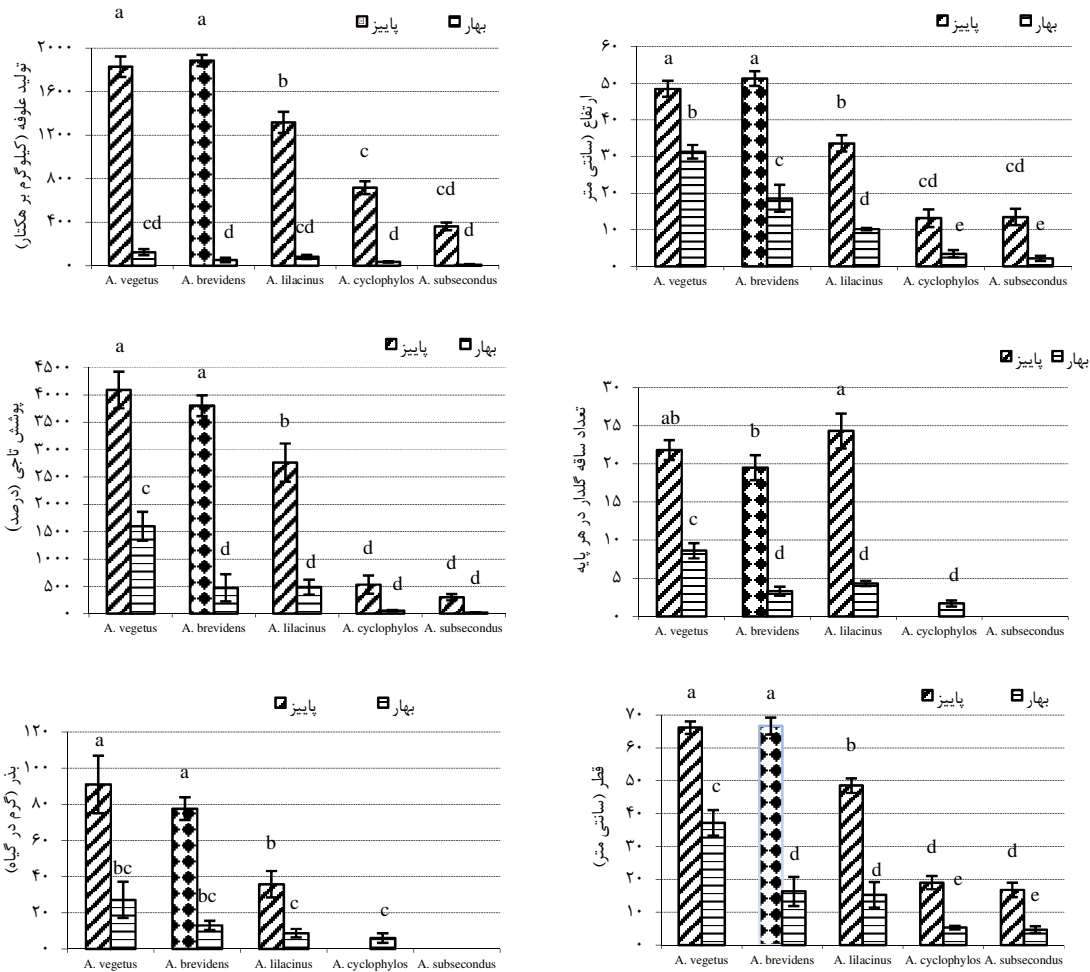 a a b c cd cd d cd d d
پاییز بهار
تولید علوفه (کیلوگرم بر هکتار)
۲۰۰۰
۱۶۰۰
۱۲۰۰
۸۰۰
۴۰۰
۰
A. vegetus A. brevidens A. lilacinus A. cyclophylos A. subsecondus
پاییز بهار
ارتفاع (سانتی متر
۶۰
۵۰
۴۰
۳۰
۲۰
۱۰
۰
a a b b c cd cd d e e
A. vegetus A. brevidens A. lilacinus A. cyclophylos A. subsecondus
پاییز بهار
پوشش تاجی (درصد)
۴۵۰۰
۴۰۰۰
۳۵۰۰
۳۰۰۰
۲۵۰۰
۲۰۰۰
۱۵۰۰
۱۰۰۰
۵۰۰
۰
a a b c d d d d d d
A. vegetus A. brevidens A. lilacinus A. cyclophylos A. subsecondus
پاییز بهار
تعداد ساقه گلدار در هر پایه
۳۰
۲۵
۲۰
۱۵
۱۰
۵
۰
ab b a c d d d
A. vegetus A. brevidens A. lilacinus A. cyclophylos A. subsecondus
پاییز بهار
بذر (گرم در گیاه)
۱۲۰
۱۰۰
۸۰
۶۰
۴۰
۲۰
۰
a a b bc bc c c
A. vegetus A. brevidens A. lilacinus A. cyclophylos A. subsecondus
پاییز بهار
قطر (سانتی متر)
۷۰
۶۰
۵۰
۴۰
۳۰
۲۰
۱۰
۰
a a b c d d d e d e
A. vegetus A. brevidens A. lilacinus A. cyclophylos A. subsecondus